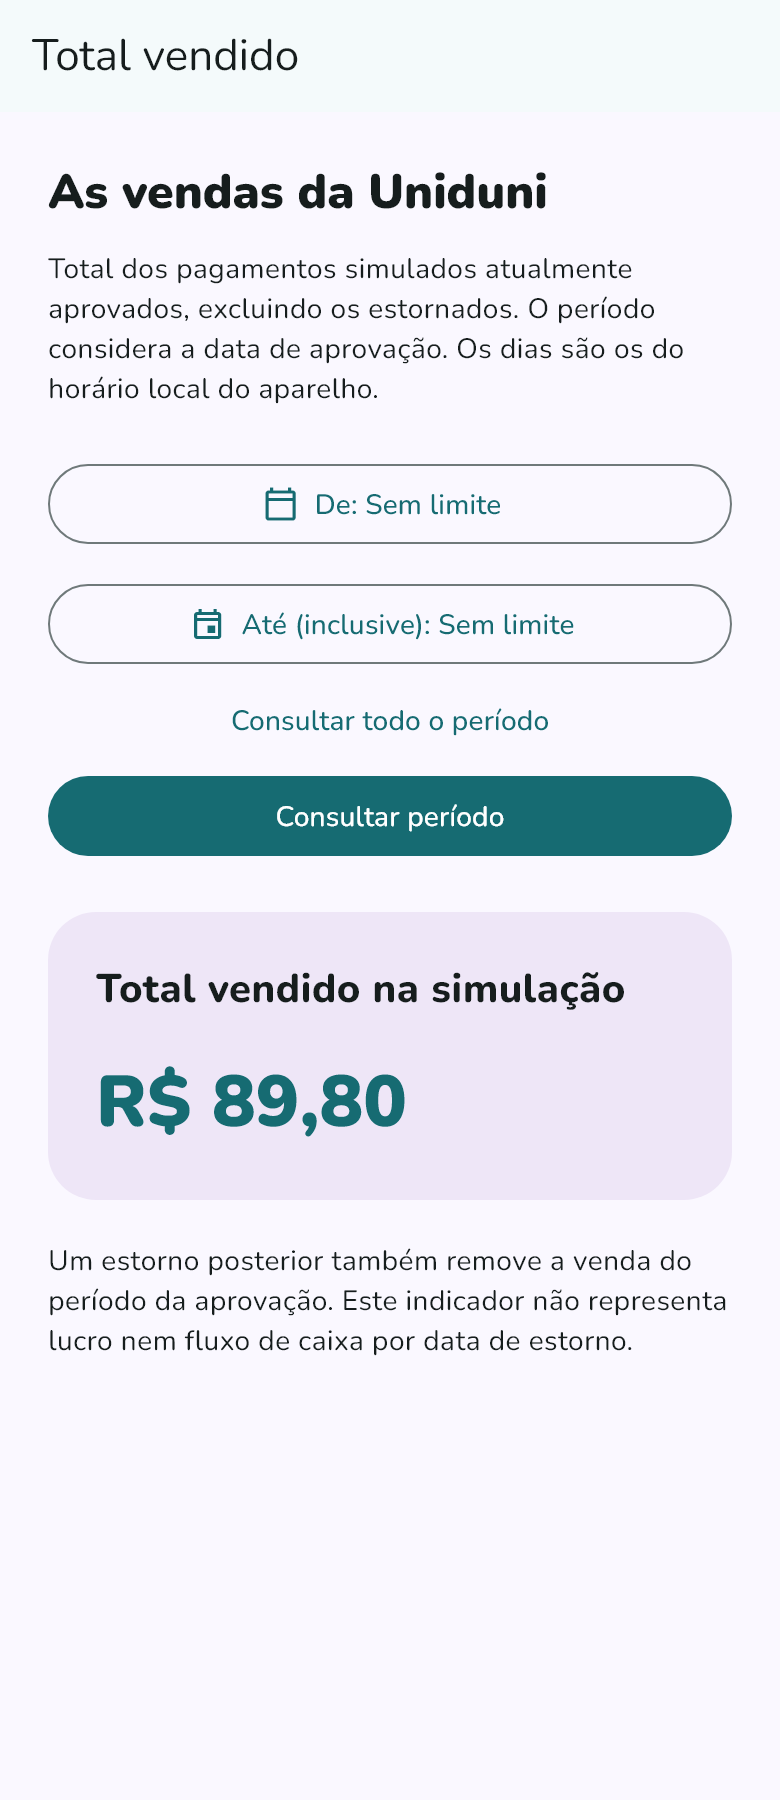 Total vendido
As vendas da Uniduni
Total dos pagamentos simulados atualmente
aprovados, excluindo os estornados. O período
considera a data de aprovação. Os dias são os do
horário local do aparelho.
De: Sem limite
Até (inclusive): Sem limite
Consultar todo o período
Consultar período
Total vendido na simulação
R$ 89,80
Um estorno posterior também remove a venda do
período da aprovação. Este indicador não representa
lucro nem fluxo de caixa por data de estorno.